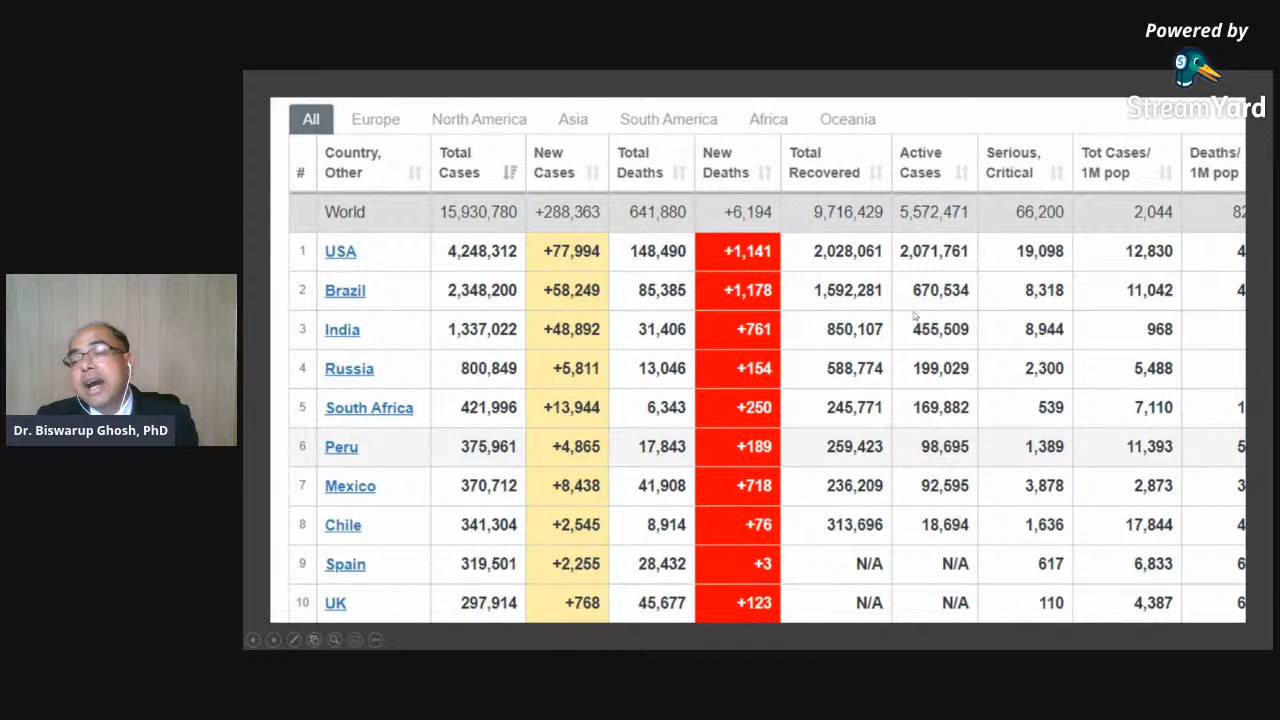 Powered by
StreamYard
All Europe North America Asia South America Africa Oceania
# Country, Other Total Cases New Cases Total Deaths New Deaths Total Recovered Active Cases Serious, Critical Tot Cases/ 1M pop Deaths/ 1M pop
World 15,930,780 +288,363 641,880 +6,194 9,716,429 5,572,471 66,200 2,044 82
1 USA 4,248,312 +77,994 148,490 +1,141 2,028,061 2,071,761 19,098 12,830 4
2 Brazil 2,348,200 +58,249 85,385 +1,178 1,592,281 670,534 8,318 11,042 4
3 India 1,337,022 +48,892 31,406 +761 850,107 455,509 8,944 968
4 Russia 800,849 +5,811 13,046 +154 588,774 199,029 2,300 5,488
5 South Africa 421,996 +13,944 6,343 +250 245,771 169,882 539 7,110 1
6 Peru 375,961 +4,865 17,843 +189 259,423 98,695 1,389 11,393 5
7 Mexico 370,712 +8,438 41,908 +718 236,209 92,595 3,878 2,873 3
8 Chile 341,304 +2,545 8,914 +76 313,696 18,694 1,636 17,844 4
9 Spain 319,501 +2,255 28,432 +3 N/A N/A 617 6,833 6
10 UK 297,914 +768 45,677 +123 N/A N/A 110 4,387 6
Dr. Biswarup Ghosh, PhD